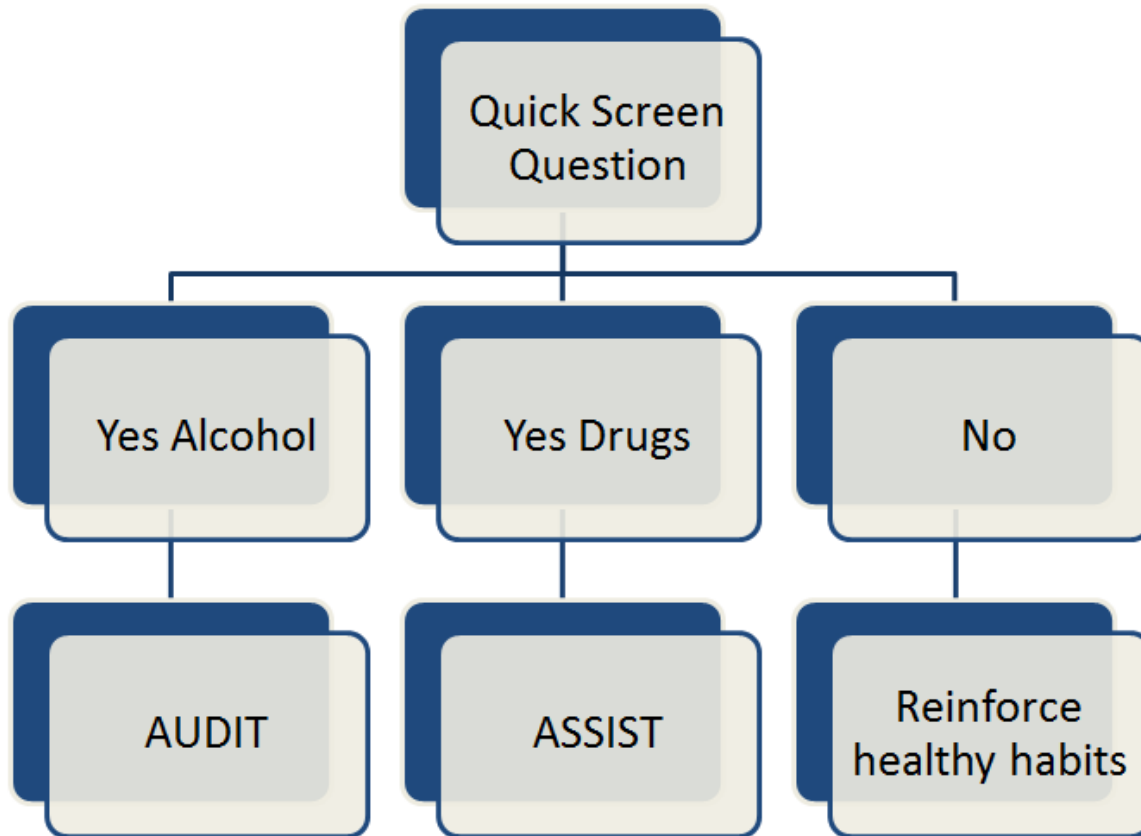 Quick Screen
Question
Yes Alcohol
Yes Drugs
No
AUDIT
ASSIST
Reinforce
healthy habits